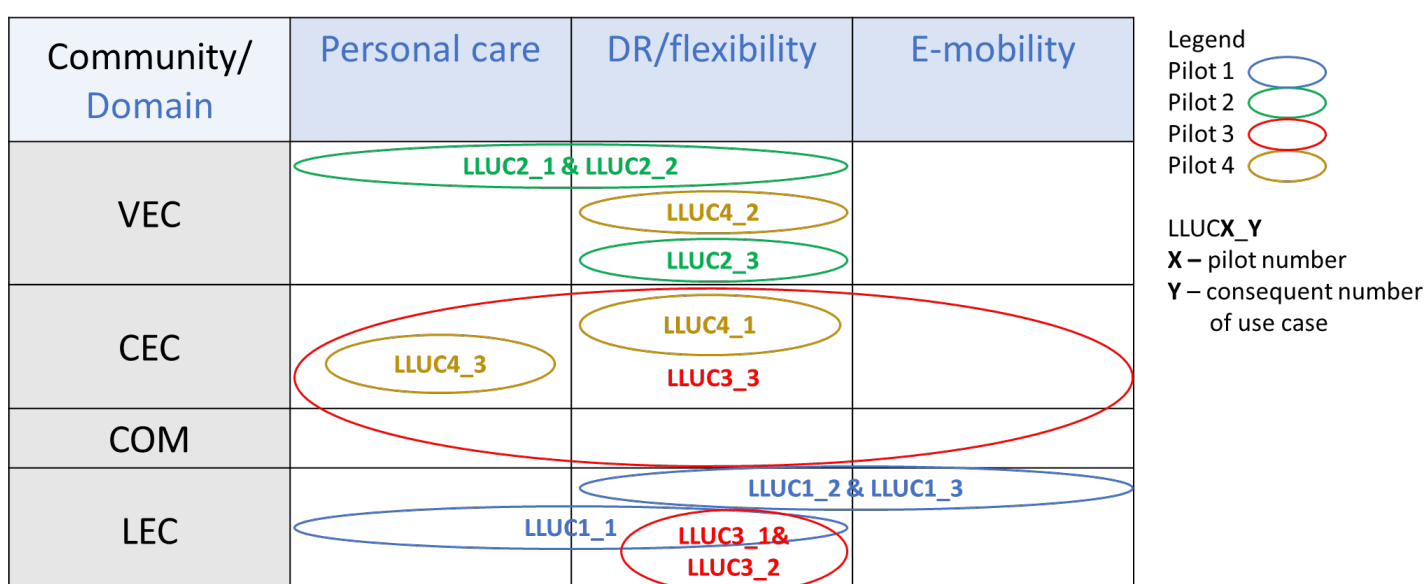 Community/
Domain
Personal care
DR/flexibility
E-mobility
VEC
LLUC2_1 & LLUC2_2
LLUC4_2
LLUC2_3
CEC
LLUC4_1
LLUC4_3
LLUC3_3
COM
LEC
LLUC1_2 & LLUC1_3
LLUC1_1
LLUC3_1&
LLUC3_2
Legend
Pilot 1
Pilot 2
Pilot 3
Pilot 4
LLUCX_Y
X – pilot number
Y – consequent number
of use case